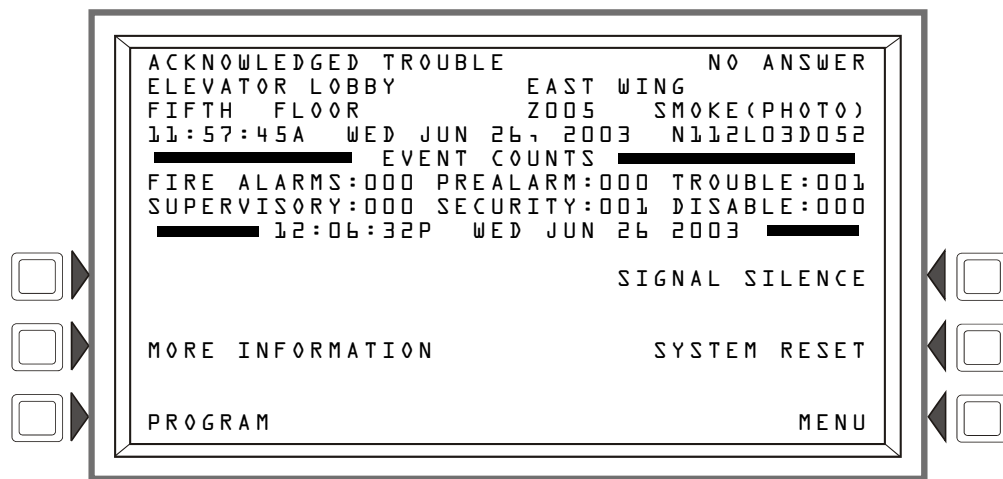 ACKNOWLEDGED TROUBLE NO ANSWER
ELEVATOR LOBBY EAST WING
FIFTH FLOOR Z005 SMOKE(PHOTO)
11:57:45A WED JUN 26, 2003 N112L03D052
EVENT COUNTS
FIRE ALARMS:000 PREALARM:000 TROUBLE:001
SUPERVISORY:000 SECURITY:001 DISABLE:000
12:06:32P WED JUN 26 2003
SIGNAL SILENCE
MORE INFORMATION SYSTEM RESET
PROGRAM MENU